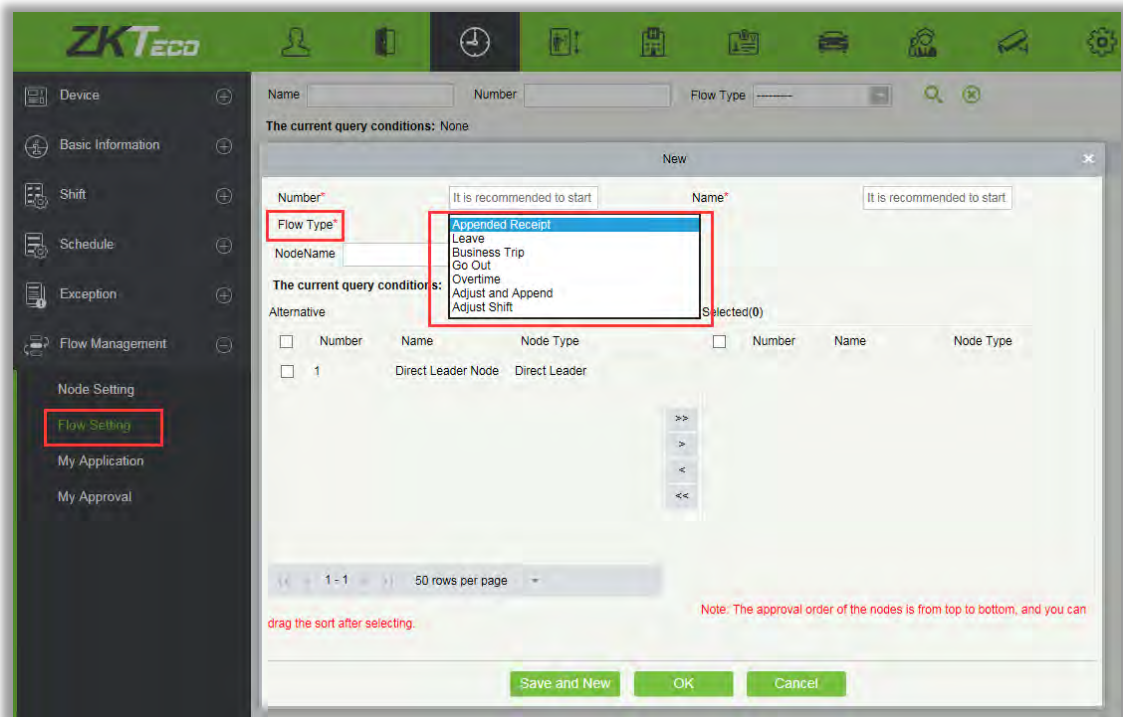 ZKTeco
Device
Basic Information
Shift
Schedule
Exception
Flow Management
Node Setting
Flow Setting
My Application
My Approval
Name Number Flow Type ---------
The current query conditions: None
New
Number* It is recommended to start Name* It is recommended to start
Flow Type*
Appended Receipt
Leave
Business Trip
Go Out
Overtime
Adjust and Append
Adjust Shift
NodeName
The current query conditions:
Alternative Selected(0)
Number Name Node Type Number Name Node Type
1 Direct Leader Node Direct Leader
>>
>
<
<<
1-1 50 rows per page
Note: The approval order of the nodes is from top to bottom, and you can
drag the sort after selecting.
Save and New OK Cancel